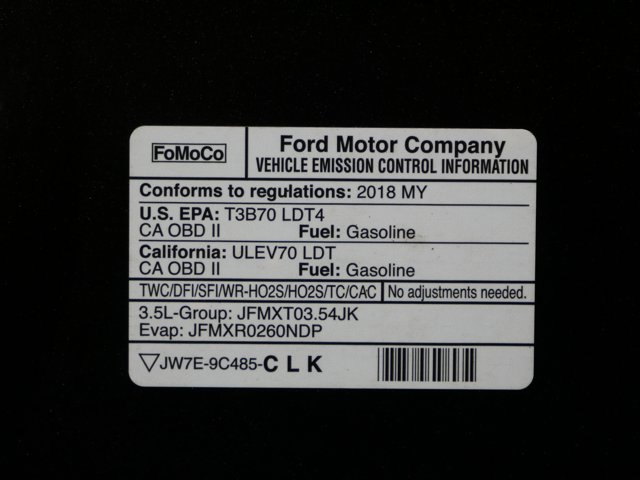 FoMoCo
Ford Motor Company
VEHICLE EMISSION CONTROL INFORMATION
Conforms to regulations: 2018 MY
U.S. EPA: T3B70 LDT4
CA OBD II Fuel: Gasoline
California: ULEV70 LDT
CA OBD II Fuel: Gasoline
TWC/DFI/SFI/WR-HO2S/HO2S/TC/CAC No adjustments needed.
3.5L-Group: JFMXT03.54JK
Evap: JFMXR0260NDP
JW7E-9C485-C L K